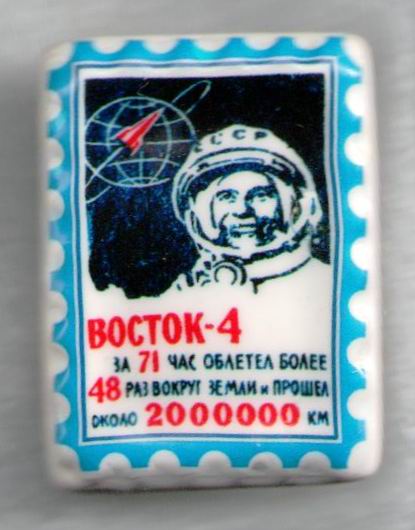 СССР
ВОСТОК-4
ЗА 71 ЧАС ОБЛЕТЕЛ БОЛЕЕ
48 РАЗ ВОКРУГ ЗЕМЛИ и ПРОШЕЛ
ОКОЛО 2000000 КМ